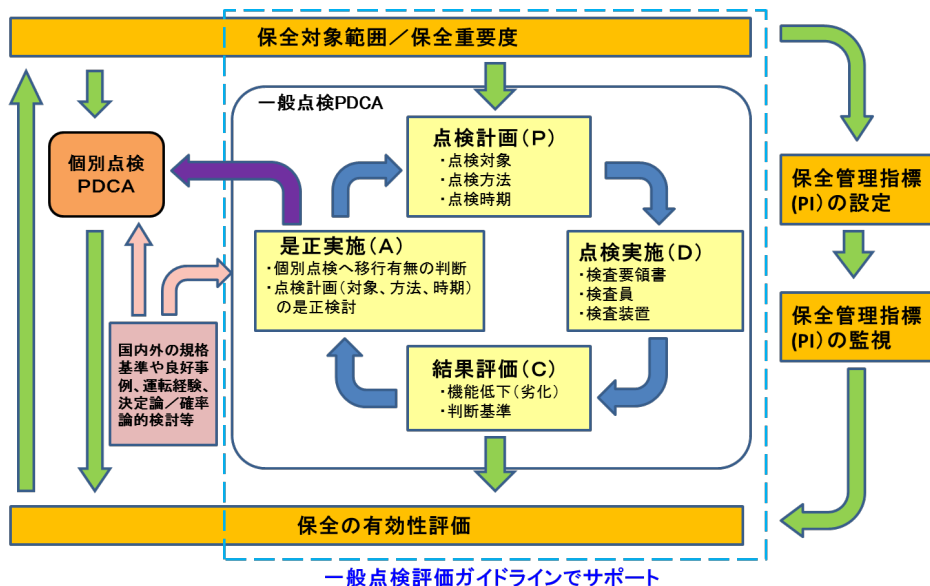 保全対象範囲／保全重要度
一般点検PDCA
点検計画(P)
・点検対象
・点検方法
・点検時期
個別点検
PDCA
保全管理指標
(PI)の設定
是正実施(A)
・個別点検へ移行有無の判断
・点検計画(対象、方法、時期)
の是正検討
点検実施(D)
・検査要領書
・検査員
・検査装置
保全管理指標
(PI)の監視
国内外の規格
基準や良好事
例、運転経験、
決定論／確率
論的検討等
結果評価(C)
・機能低下(劣化)
・判断基準
保全の有効性評価
一般点検評価ガイドラインでサポート